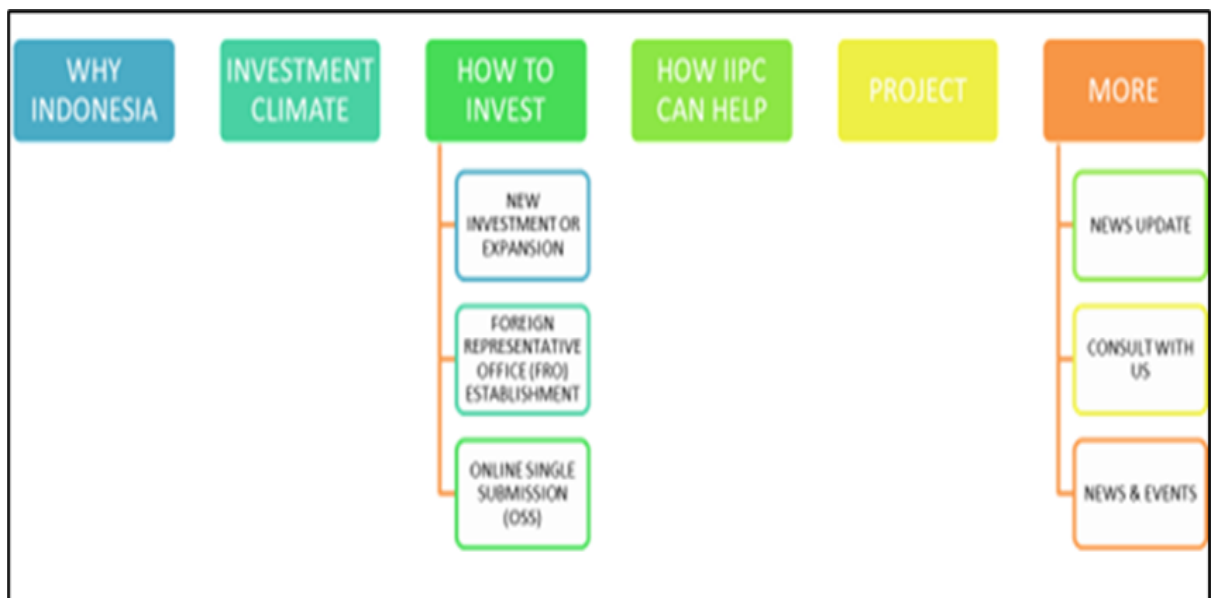 WHY
INDONESIA
INVESTMENT
CLIMATE
HOW TO
INVEST
HOW IIPC
CAN HELP
PROJECT
MORE
NEW
INVESTMENT OR
EXPANSION
FOREIGN
REPRESENTATIVE
OFFICE (FRO)
ESTABLISHMENT
ONLINE SINGLE
SUBMISSION
(OSS)
NEWS UPDATE
CONSULT WITH
US
NEWS & EVENTS